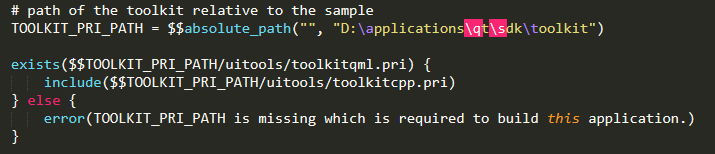 # path of the toolkit relative to the sample
TOOLKIT_PRI_PATH = $$absolute_path("", "D:\applications\qt\sdk\toolkit")
exists($$TOOLKIT_PRI_PATH/uitools/toolkitqml.pri) {
include($$TOOLKIT_PRI_PATH/uitools/toolkitcpp.pri)
} else {
error(TOOLKIT_PRI_PATH is missing which is required to build this application.)
}